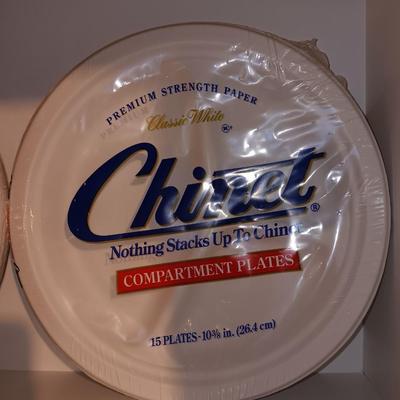 PREMIUM STRENGTH PAPER
Classic White
Chinet
Nothing Stacks Up To Chinet
COMPARTMENT PLATES
15 PLATES - 10⅜ in. (26.4 cm)